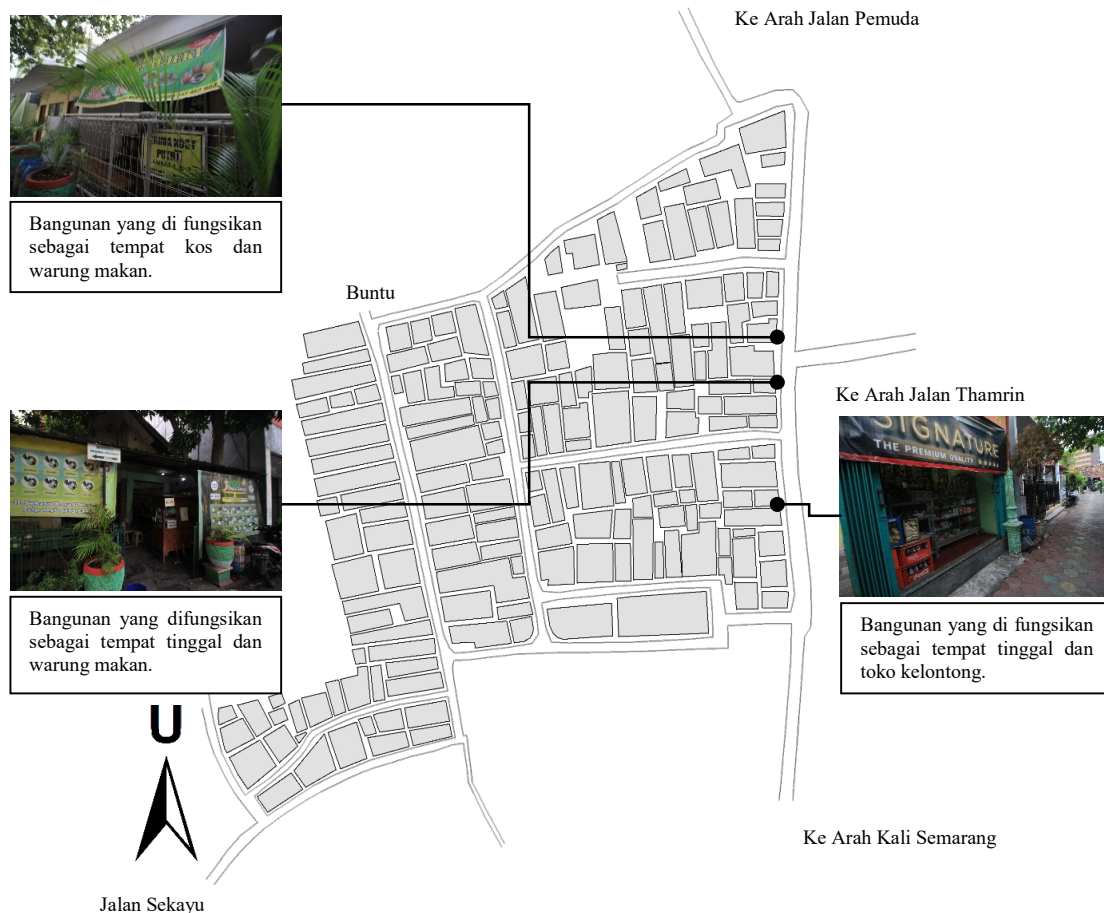 Ke Arah Jalan Pemuda
KOST
PUTRI
Bangunan yang di fungsikan
sebagai tempat kos dan
warung makan.
Buntu
Ke Arah Jalan Thamrin
SIGNATURE
THE PREMIUM QUALITY
Bangunan yang difungsikan
sebagai tempat tinggal dan
warung makan.
Bangunan yang di fungsikan
sebagai tempat tinggal dan
toko kelontong.
U
Ke Arah Kali Semarang
Jalan Sekayu